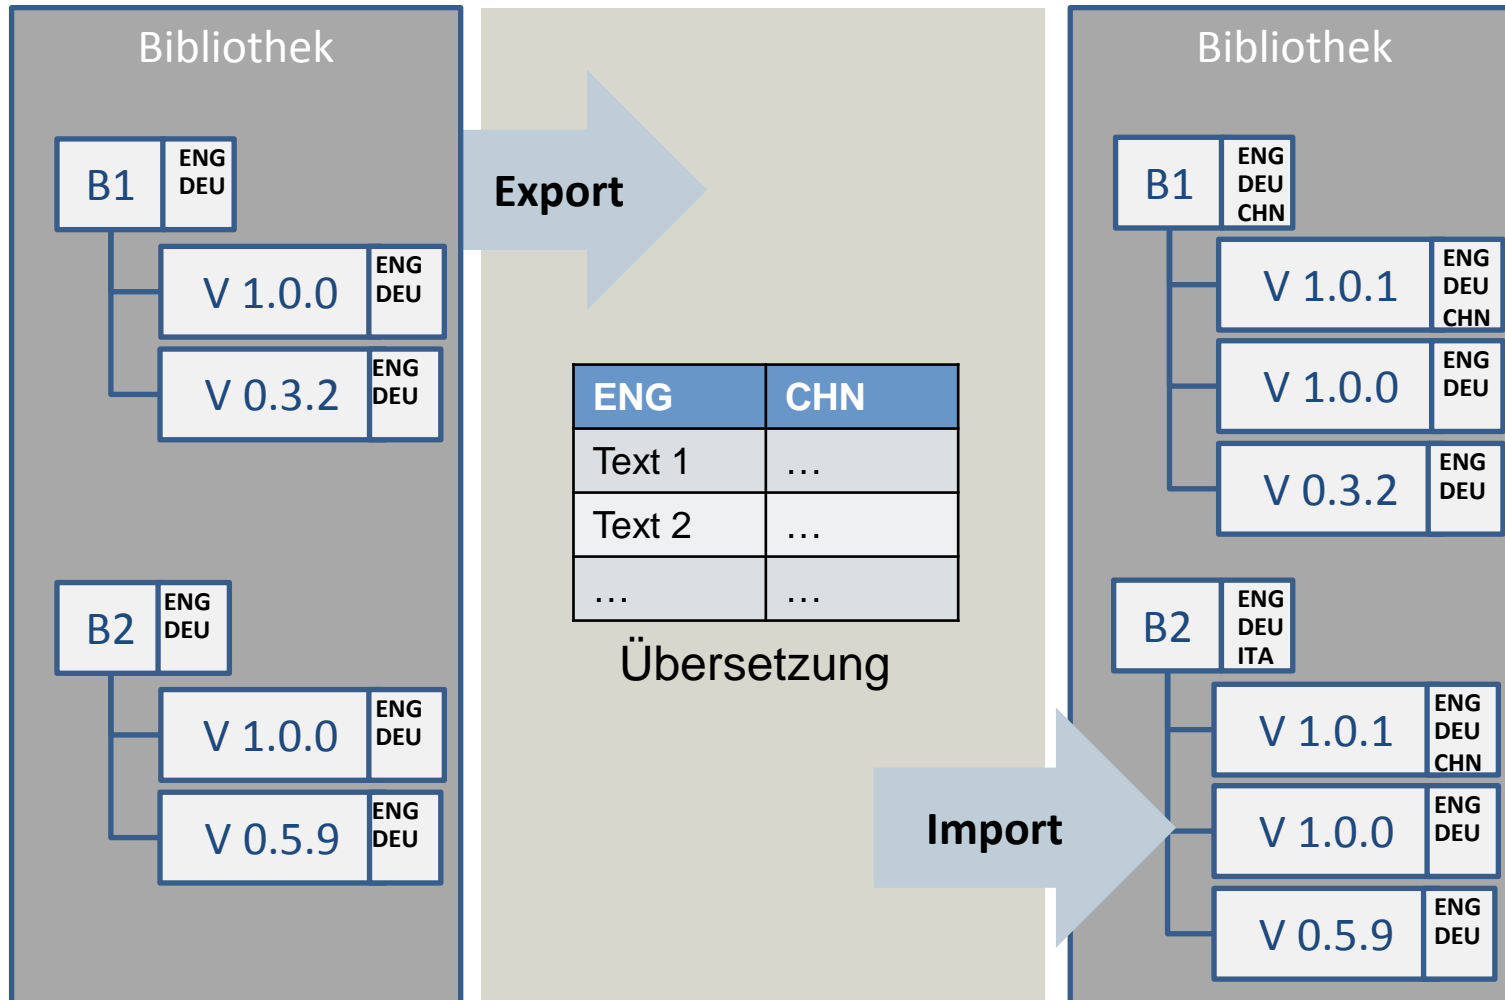 Bibliothek
B1
ENG
DEU
V 1.0.0
ENG
DEU
V 0.3.2
ENG
DEU
B2
ENG
DEU
V 1.0.0
ENG
DEU
V 0.5.9
ENG
DEU
Export
ENG CHN
Text 1 …
Text 2 …
… …
Übersetzung
Import
Bibliothek
B1
ENG
DEU
CHN
V 1.0.1
ENG
DEU
CHN
V 1.0.0
ENG
DEU
V 0.3.2
ENG
DEU
B2
ENG
DEU
ITA
V 1.0.1
ENG
DEU
CHN
V 1.0.0
ENG
DEU
V 0.5.9
ENG
DEU